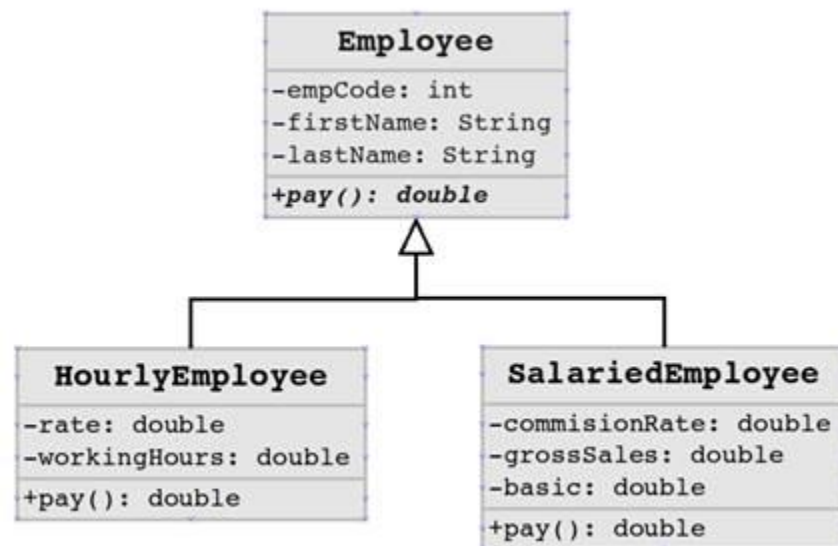 Employee
-empCode: int
-firstName: String
-lastName: String
+pay(): double
HourlyEmployee
-rate: double
-workingHours: double
+pay(): double
SalariedEmployee
-commisionRate: double
-grossSales: double
-basic: double
+pay(): double